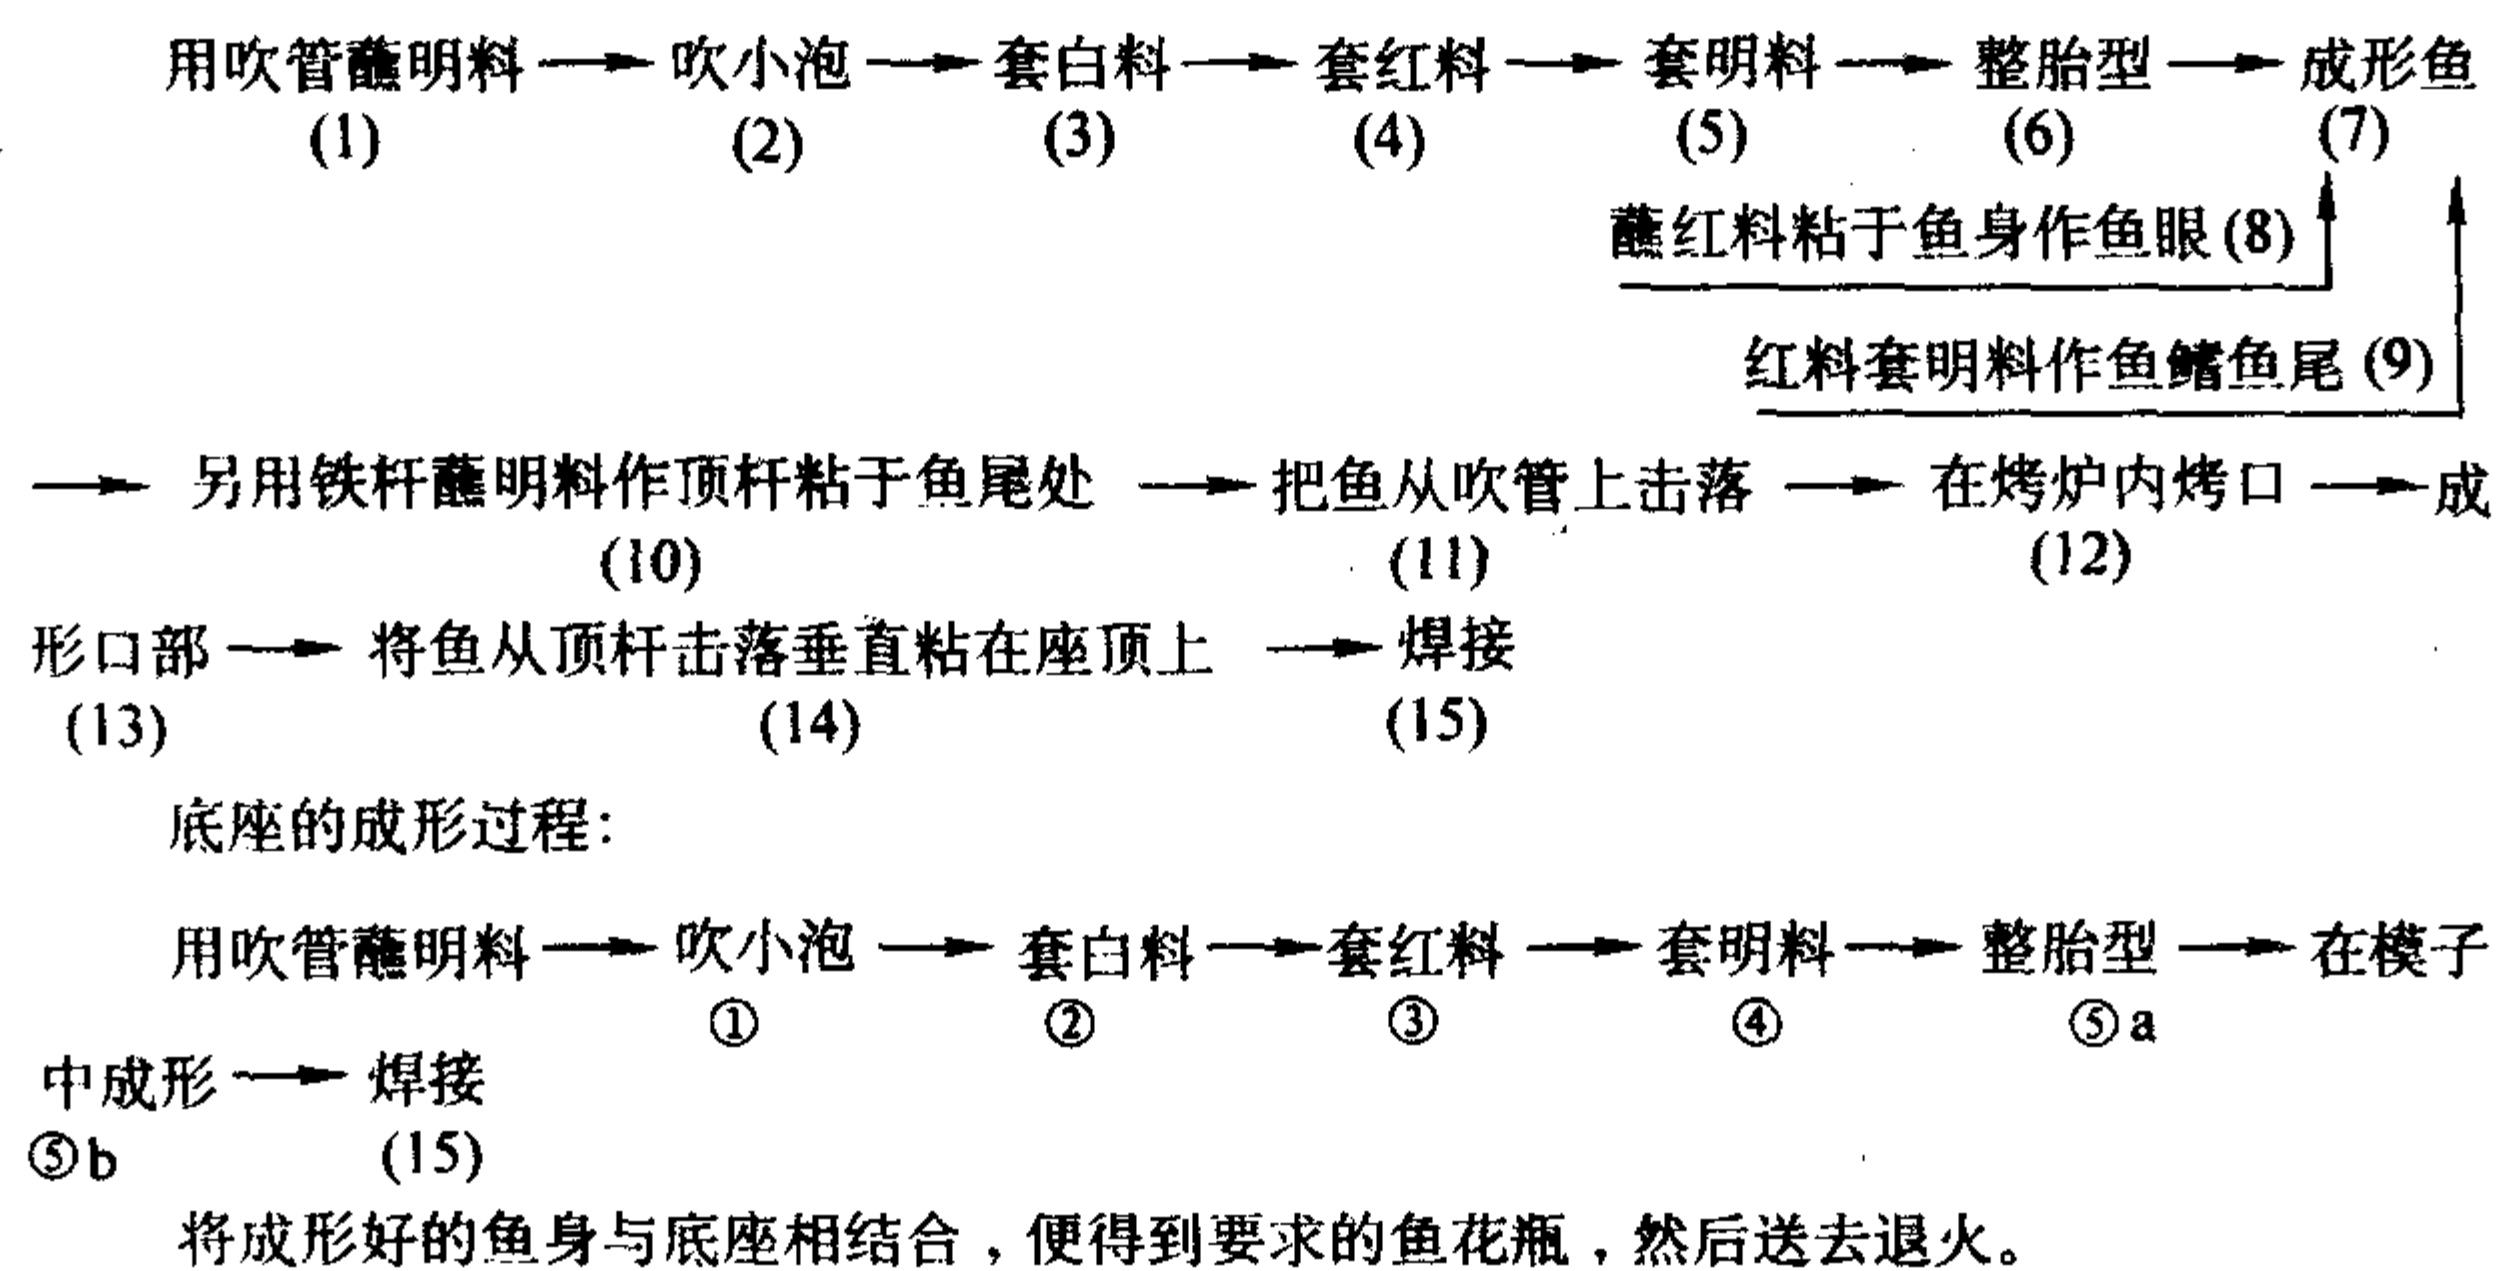 用吹管蘸明料→吹小泡→套白料→套红料→套明料→整胎型→成形鱼
(1) (2) (3) (4) (5) (6) (7)
蘸红料粘于鱼身作鱼眼(8)
红料套明料作鱼鳍鱼尾(9)
→另用铁杆蘸明料作顶杆粘于鱼尾处→把鱼从吹管上击落→在烤炉内烤口→成
(10) (11) (12)
形口部→将鱼从顶杆击落垂直粘在座顶上→焊接
(13) (14) (15)
底座的成形过程:
用吹管蘸明料→吹小泡→套白料→套红料→套明料→整胎型→在模子
① ② ③ ④ ⑤a
中成形→焊接
⑤b (15)
将成形好的鱼身与底座相结合，便得到要求的鱼花瓶，然后送去退火。